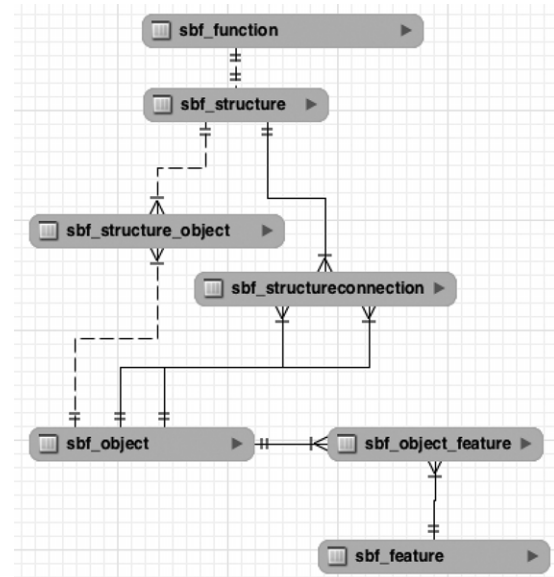 sbf_function
sbf_structure
sbf_structure_object
sbf_structureconnection
sbf_object
sbf_object_feature
sbf_feature